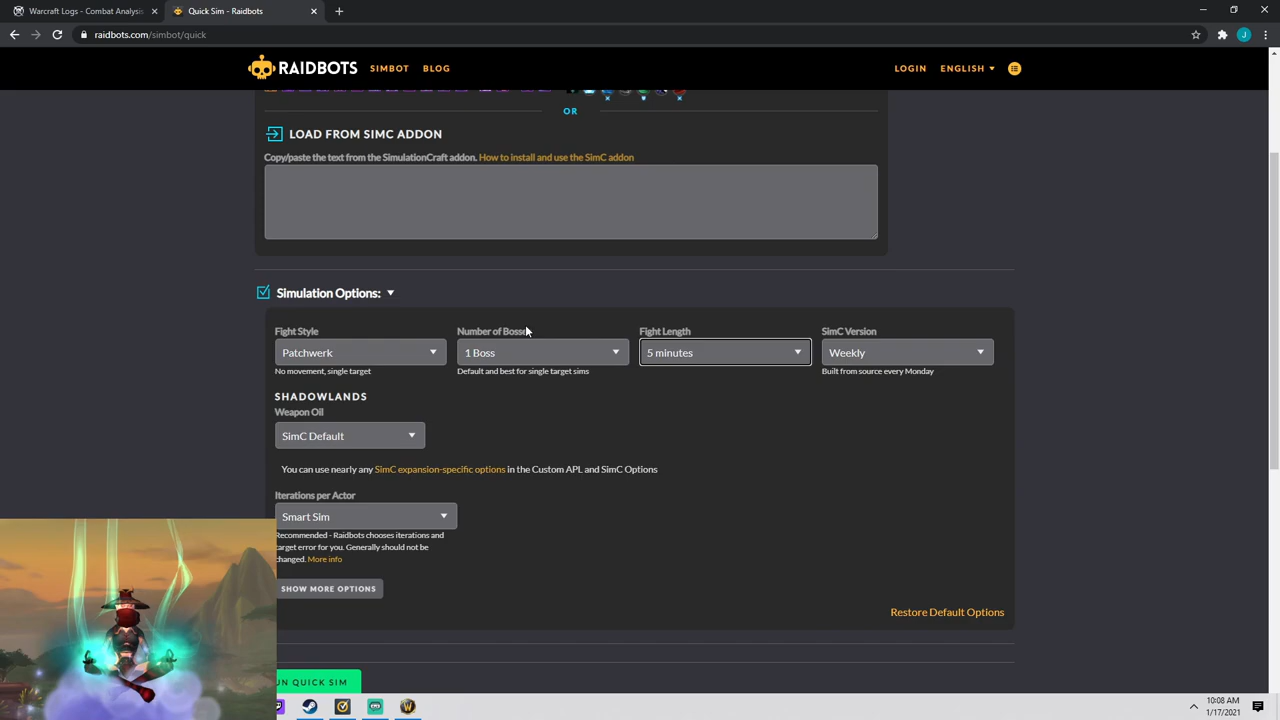 Warcraft Logs - Combat Analysis
Quick Sim - Raidbots
raidbots.com/simbot/quick
J
RAIDBOTS
SIMBOT
BLOG
LOGIN
ENGLISH
OR
LOAD FROM SIMC ADDON
Copy/paste the text from the SimulationCraft addon. How to install and use the SimC addon
Simulation Options:
Fight Style
Number of Bosse
Fight Length
SimC Version
Patchwerk
1 Boss
5 minutes
Weekly
No movement, single target
Default and best for single target sims
Built from source every Monday
SHADOWLANDS
Weapon Oil
SimC Default
You can use nearly any SimC expansion-specific options in the Custom APL and SimC Options
Iterations per Actor
Smart Sim
Recommended - Raidbots chooses iterations and
target error for you. Generally should not be
changed. More info
SHOW MORE OPTIONS
Restore Default Options
UN QUICK SIM
10:08 AM
1/17/2021